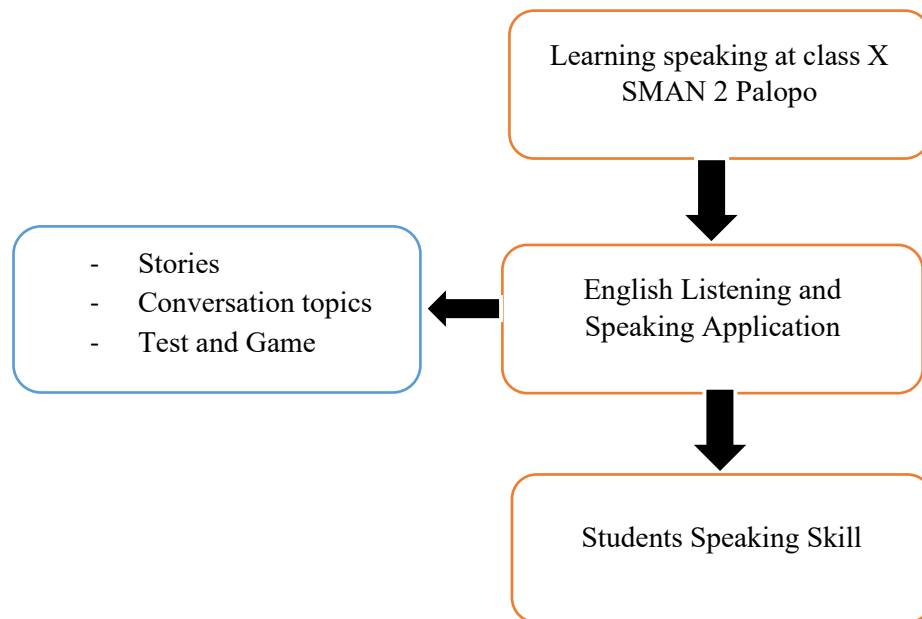 Learning speaking at class X
SMAN 2 Palopo
- Stories
- Conversation topics
- Test and Game
English Listening and
Speaking Application
Students Speaking Skill